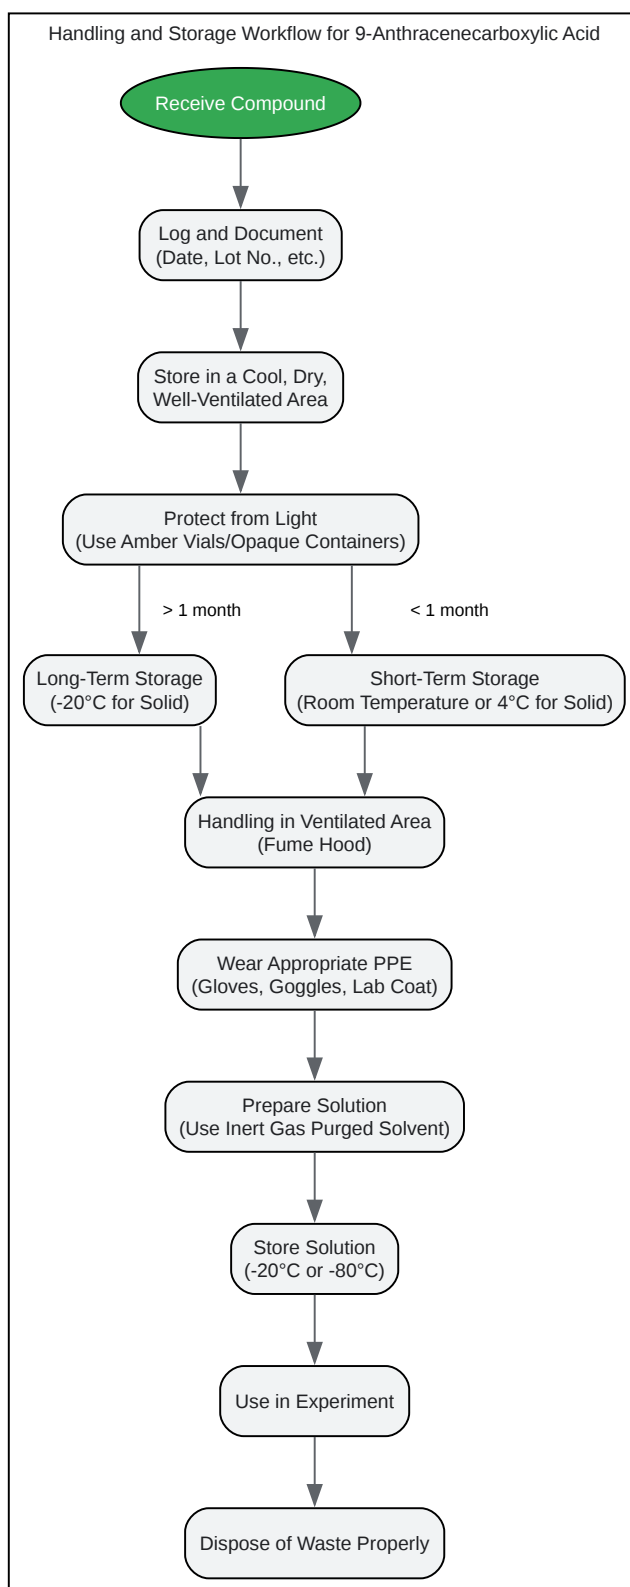 Handling and Storage Workflow for 9-Anthracenecarboxylic Acid
Receive Compound
Log and Document
(Date, Lot No., etc.)
Store in a Cool, Dry,
Well-Ventilated Area
Protect from Light
(Use Amber Vials/Opaque Containers)
> 1 month
< 1 month
Long-Term Storage
(-20°C for Solid)
Short-Term Storage
(Room Temperature or 4°C for Solid)
Handling in Ventilated Area
(Fume Hood)
Wear Appropriate PPE
(Gloves, Goggles, Lab Coat)
Prepare Solution
(Use Inert Gas Purged Solvent)
Store Solution
(-20°C or -80°C)
Use in Experiment
Dispose of Waste Properly